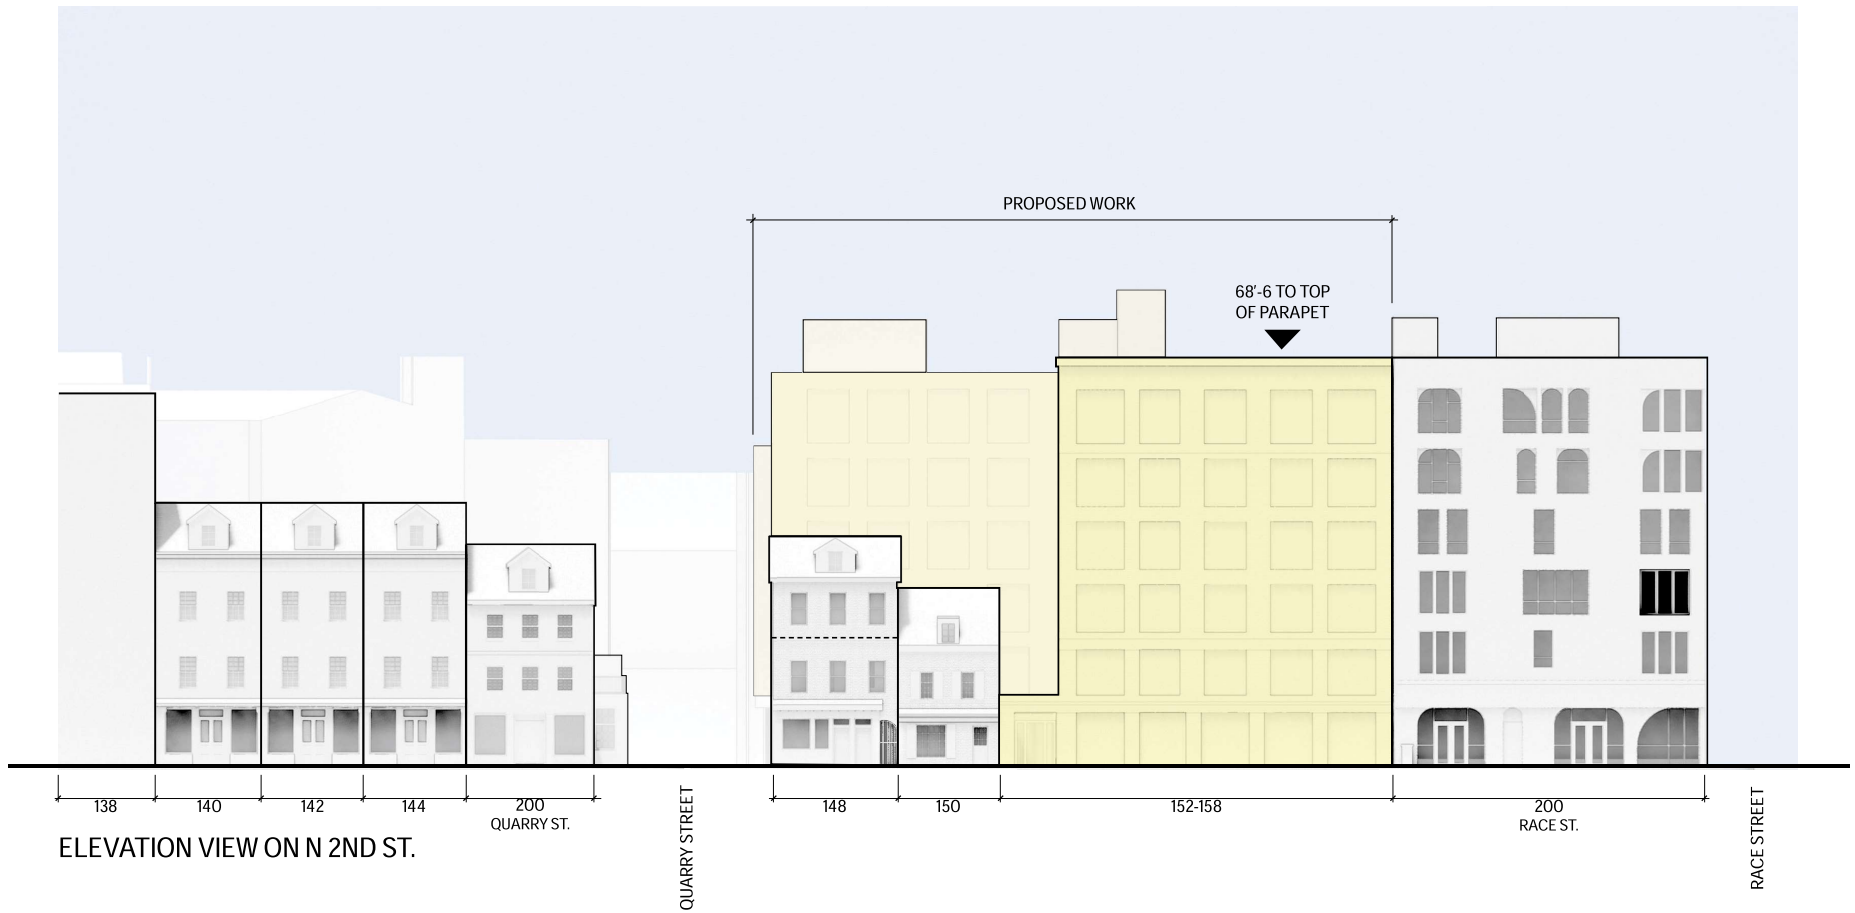 PROPOSED WORK
68'-6 TO TOP
OF PARAPET
138
140
142
144
200
QUARRY ST.
QUARRY STREET
148
150
152-158
200
RACE ST.
RACE STREET
ELEVATION VIEW ON N 2ND ST.